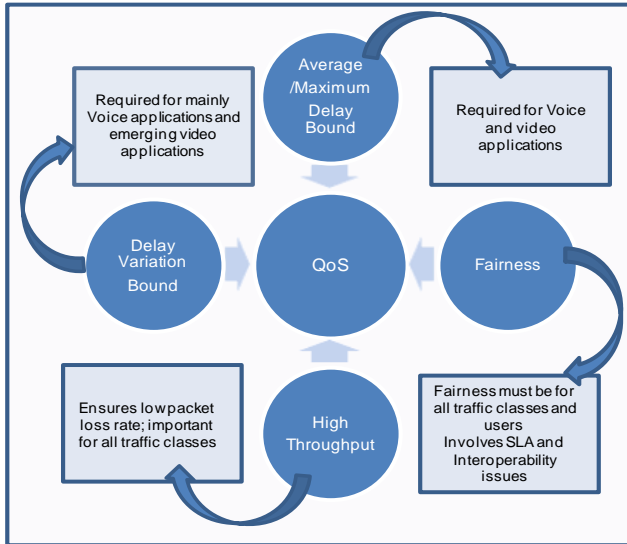 Average
/Maximum
Delay
Bound
Required for mainly
Voice applications and
emerging video
applications
Required for Voice
and video
applications
Delay
Variation
Bound
QoS
Fairness
Ensures low packet
loss rate; important
for all traffic classes
High
Throughput
Fairness must be for
all traffic classes and
users
Involves SLA and
Interoperability
issues